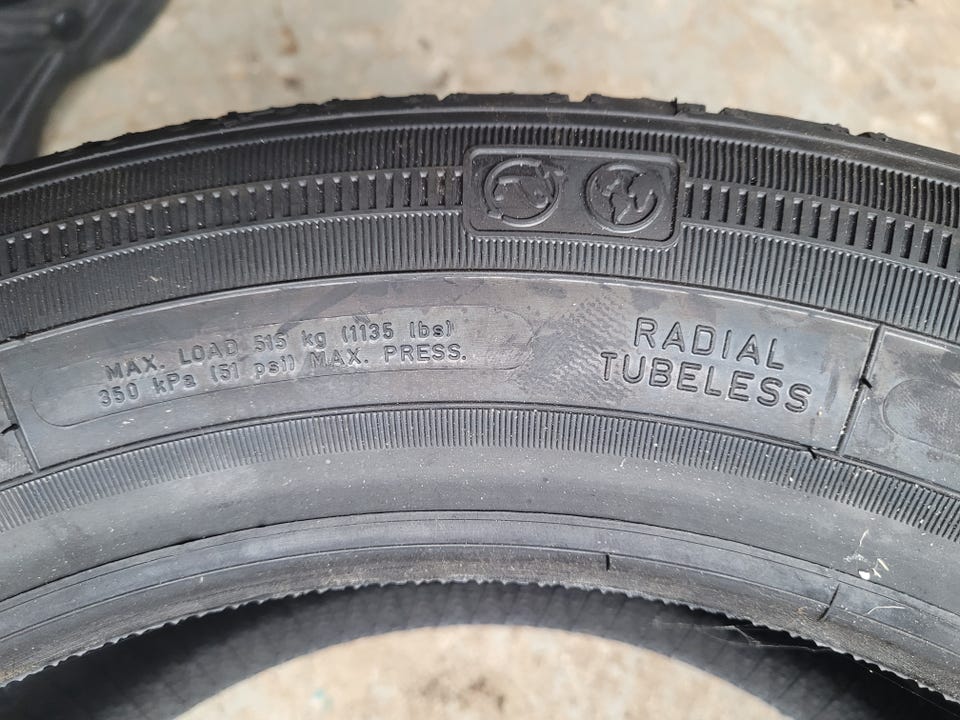 MAX. LOAD 515 kg (1135 lbs)
350 kPa (51 psi) MAX. PRESS.
RADIAL
TUBELESS